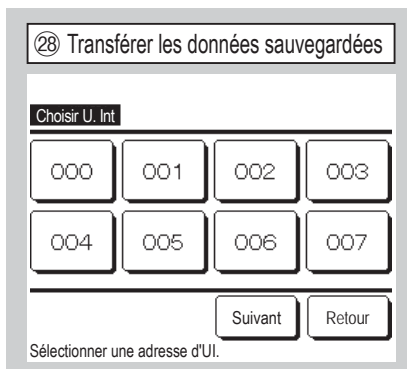 28 Transférer les données sauvegardées
Choisir U. Int
000 001 002 003
004 005 006 007
Suivant Retour
Sélectionner une adresse d'UI.